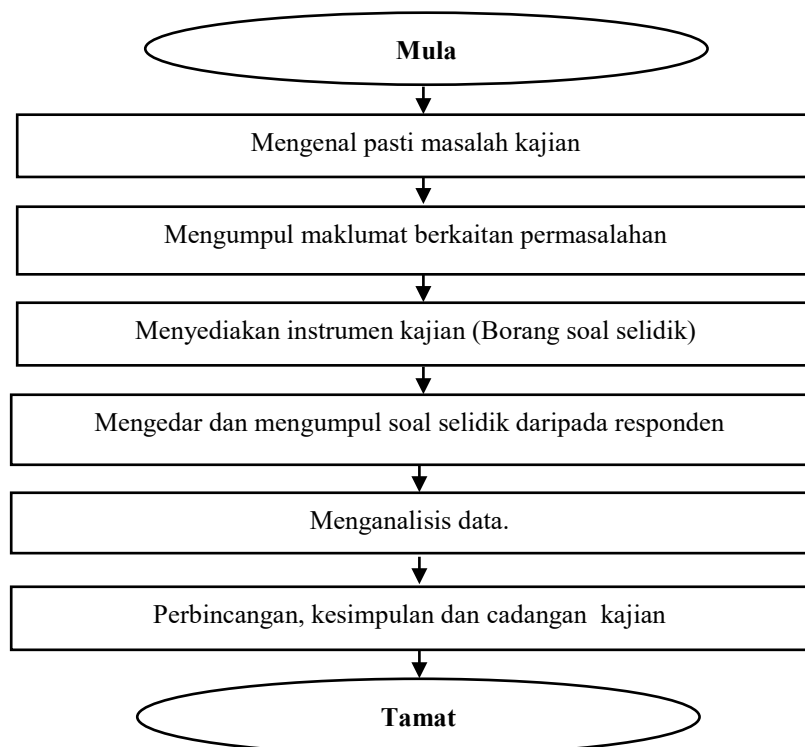 Mula
Mengenal pasti masalah kajian
Mengumpul maklumat berkaitan permasalahan
Menyediakan instrumen kajian (Borang soal selidik)
Mengedar dan mengumpul soal selidik daripada responden
Menganalisis data.
Perbincangan, kesimpulan dan cadangan  kajian
Tamat